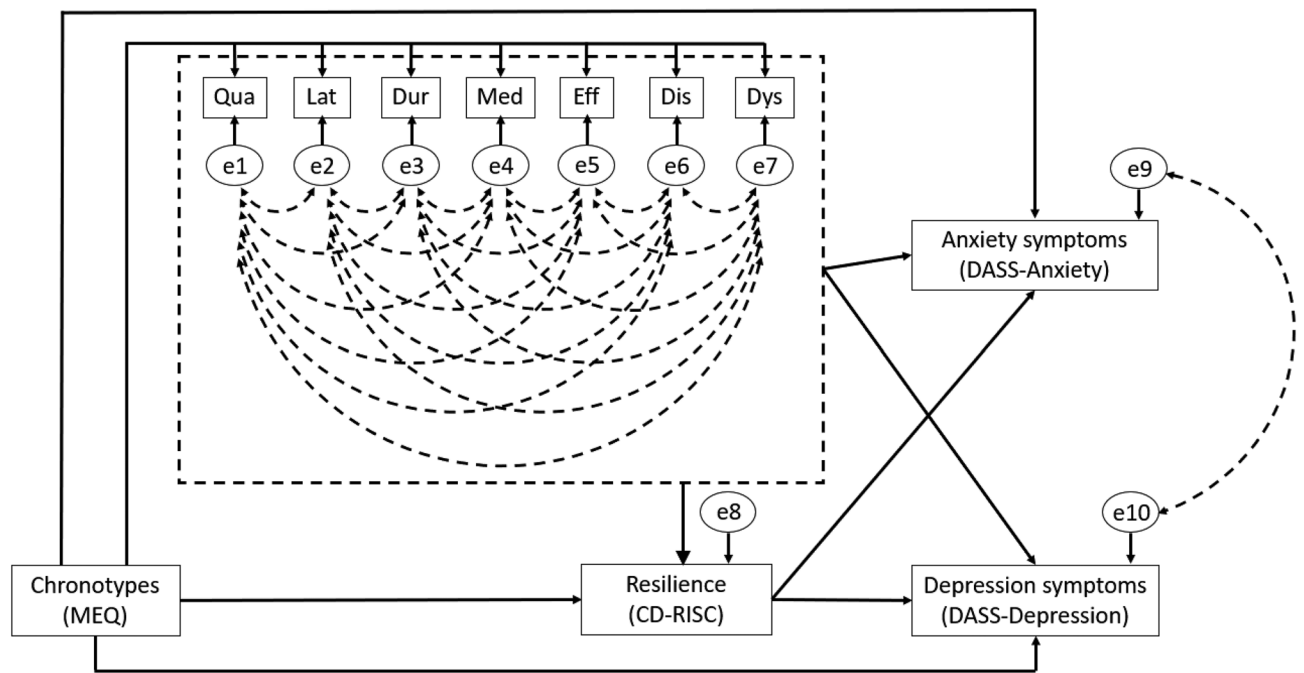 Qua Lat Dur Med Eff Dis Dys
e1 e2 e3 e4 e5 e6 e7
e9
Anxiety symptoms
(DASS-Anxiety)
e8
e10
Chronotypes
(MEQ)
Resilience
(CD-RISC)
Depression symptoms
(DASS-Depression)